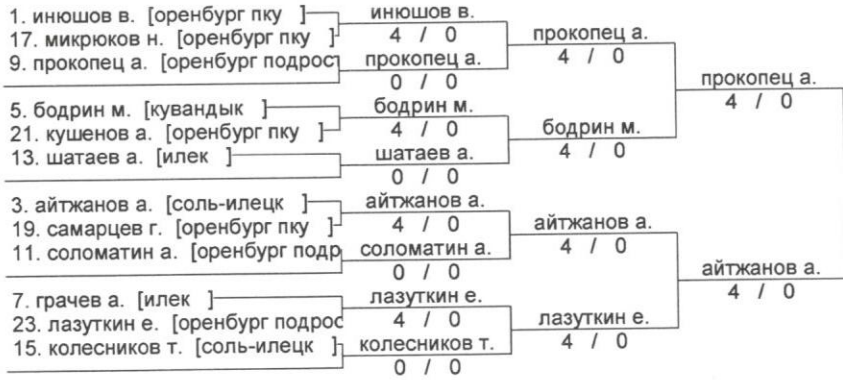 1. инюшов в. [оренбург пку ]
17. микрюков н. [оренбург пку ]
9. прокопец а. [оренбург подрост
5. бодрин м. [кувандык ]
21. кушенов а. [оренбург пку ]
13. шатаев а. [илек ]
3. айтжанов а. [соль-илецк ]
19. самарцев г. [оренбург пку ]
11. соломатин а. [оренбург подр
7. грачев а. [илек ]
23. лазуткин е. [оренбург подрос
15. колесников т. [соль-илецк ]
инюшов в.
4 / 0
прокопец а.
0 / 0
бодрин м.
4 / 0
шатаев а.
0 / 0
айтжанов а.
4 / 0
соломатин а.
0 / 0
лазуткин е.
4 / 0
колесников т.
0 / 0
прокопец а.
4 / 0
бодрин м.
4 / 0
айтжанов а.
4 / 0
лазуткин е.
4 / 0
прокопец а.
4 / 0
айтжанов а.
4 / 0